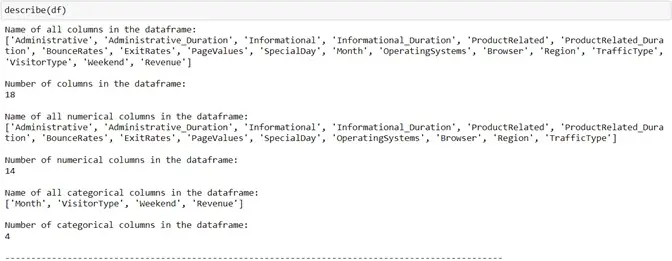 describe(df)
Name of all columns in the dataframe:
['Administrative', 'Administrative_Duration', 'Informational', 'Informational_Duration', 'ProductRelated', 'ProductRelated_Dura
tion', 'BounceRates', 'ExitRates', 'PageValues', 'SpecialDay', 'Month', 'OperatingSystems', 'Browser', 'Region', 'TrafficType',
'VisitorType', 'Weekend', 'Revenue']
Number of columns in the dataframe:
18
Name of all numerical columns in the dataframe:
['Administrative', 'Administrative_Duration', 'Informational', 'Informational_Duration', 'ProductRelated', 'ProductRelated_Dura
tion', 'BounceRates', 'ExitRates', 'PageValues', 'SpecialDay', 'OperatingSystems', 'Browser', 'Region', 'TrafficType']
Number of numerical columns in the dataframe:
14
Name of all categorical columns in the dataframe:
['Month', 'VisitorType', 'Weekend', 'Revenue']
Number of categorical columns in the dataframe:
4
------------------------------------------------------------------------------------------------